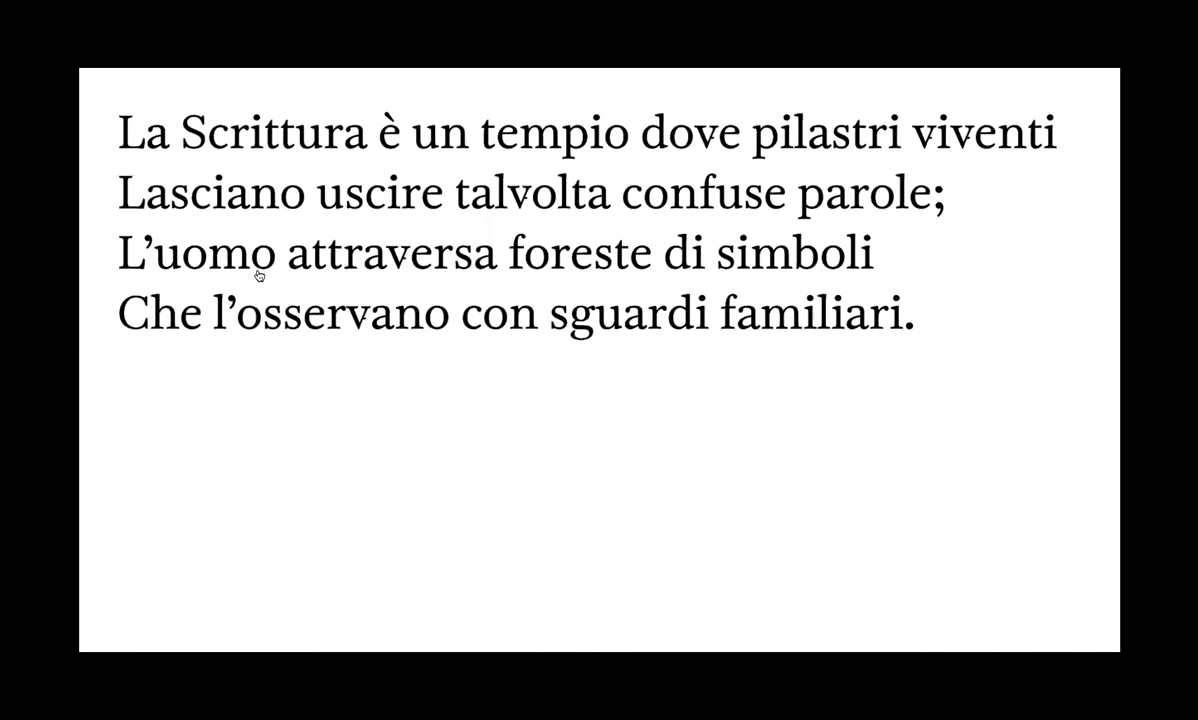 La Scrittura è un tempio dove pilastri viventi
Lasciano uscire talvolta confuse parole;
L’uomo attraversa foreste di simboli
Che l’osservano con sguardi familiari.